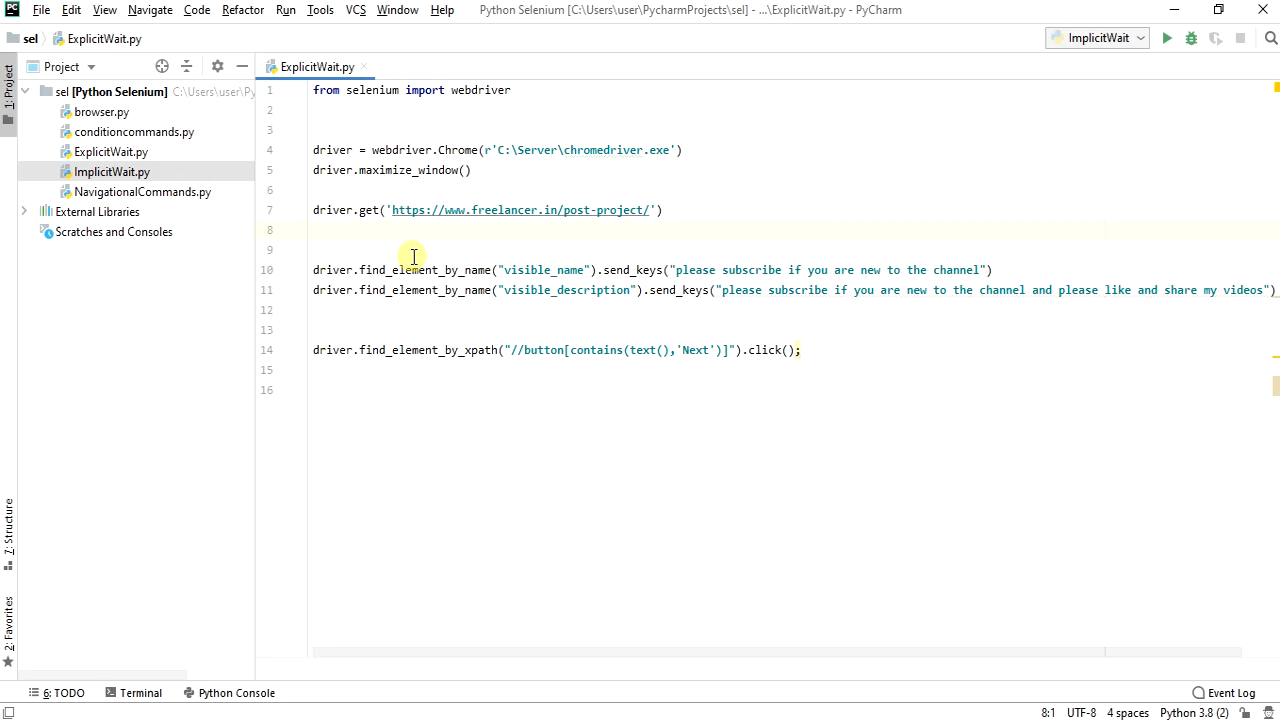 PC File Edit View Navigate Code Refactor Run Tools VCS Window Help Python Selenium [C:\Users\user\PycharmProjects\sel] - ...\ExplicitWait.py - PyCharm
sel ExplicitWait.py ImplicitWait
1: Project
Project
ExplicitWait.py
sel [Python Selenium] C:\Users\user\Py
browser.py
conditioncommands.py
ExplicitWait.py
ImplicitWait.py
NavigationalCommands.py
External Libraries
Scratches and Consoles
1 from selenium import webdriver
2
3
4 driver = webdriver.Chrome(r'C:\Server\chromedriver.exe')
5 driver.maximize_window()
6
7 driver.get('https://www.freelancer.in/post-project/')
8
9
10 driver.find_element_by_name("visible_name").send_keys("please subscribe if you are new to the channel")
11 driver.find_element_by_name("visible_description").send_keys("please subscribe if you are new to the channel and please like and share my videos")
12
13
14 driver.find_element_by_xpath("//button[contains(text(),'Next')]").click();
15
16
7: Structure
2: Favorites
6: TODO Terminal Python Console Event Log
8:1 UTF-8 4 spaces Python 3.8 (2)